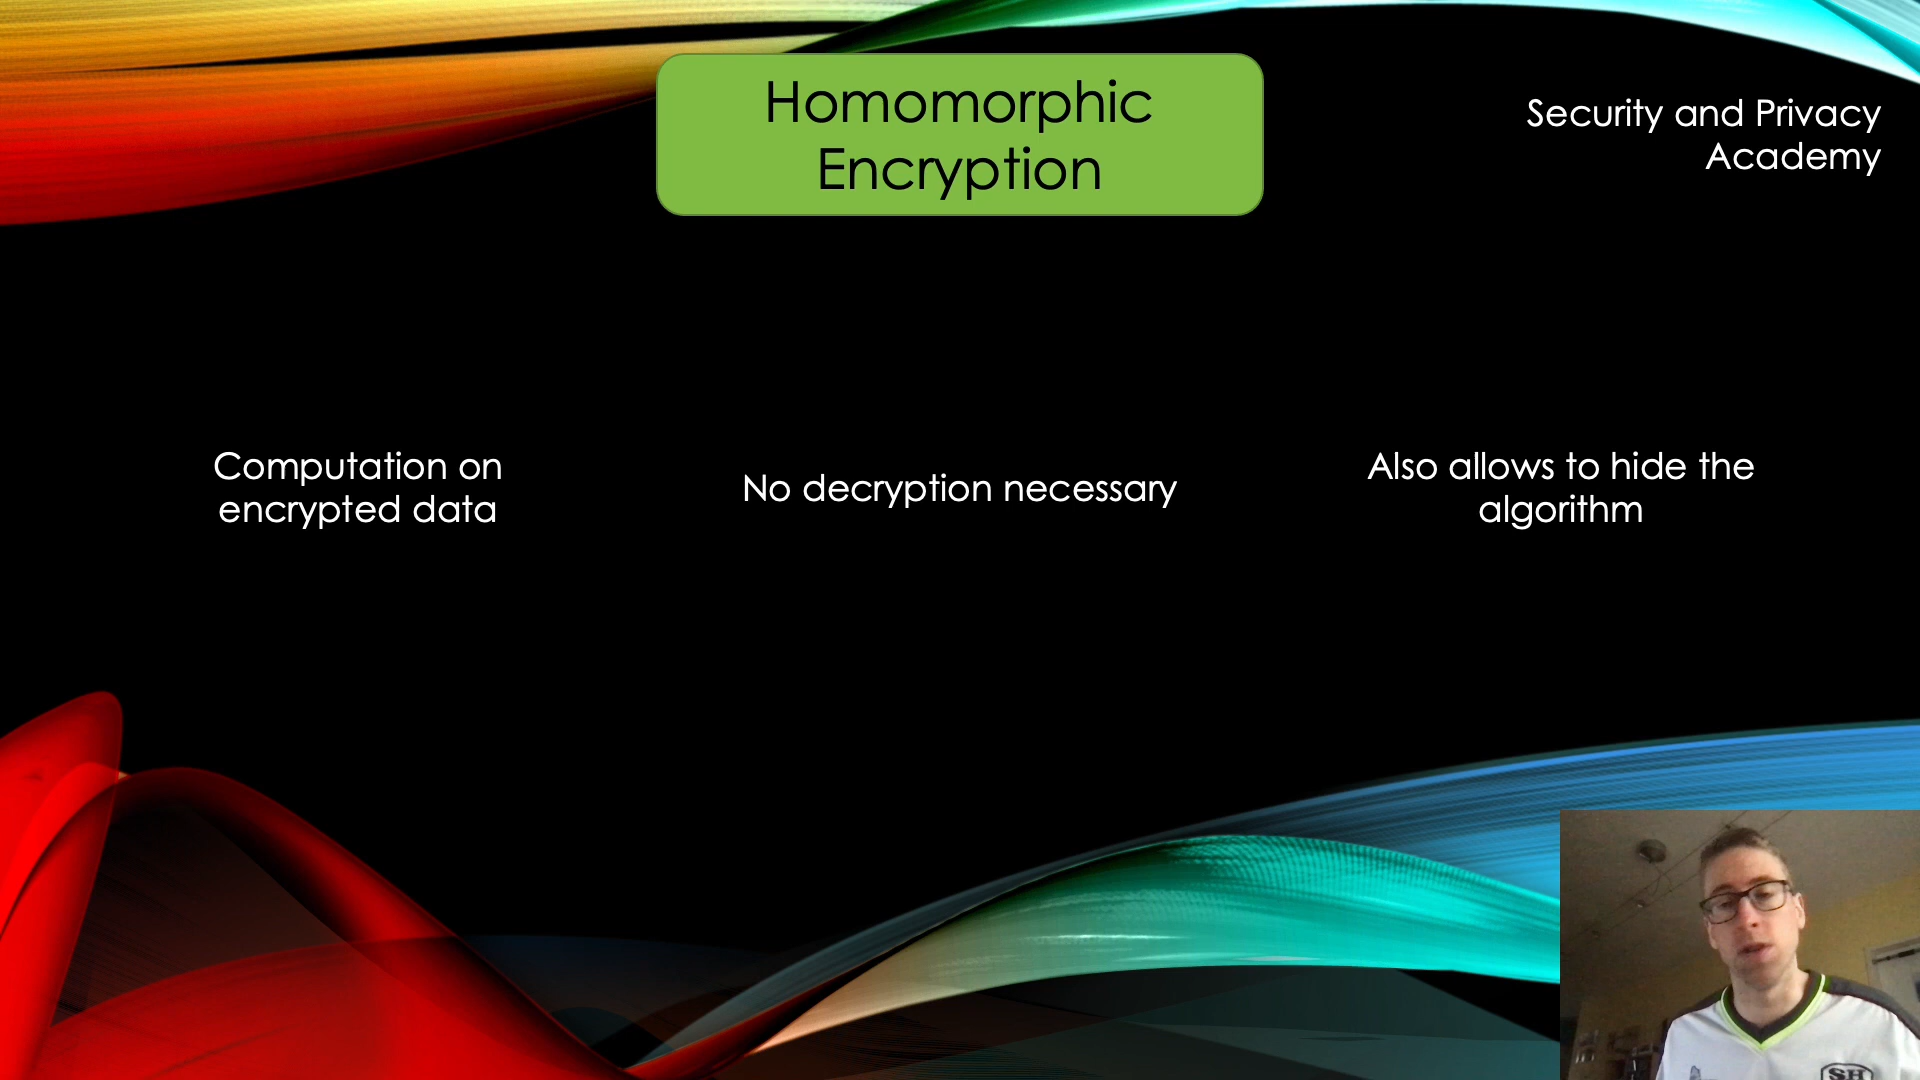 Homomorphic
Encryption
Security and Privacy
Academy
Computation on
encrypted data
No decryption necessary
Also allows to hide the
algorithm
SH